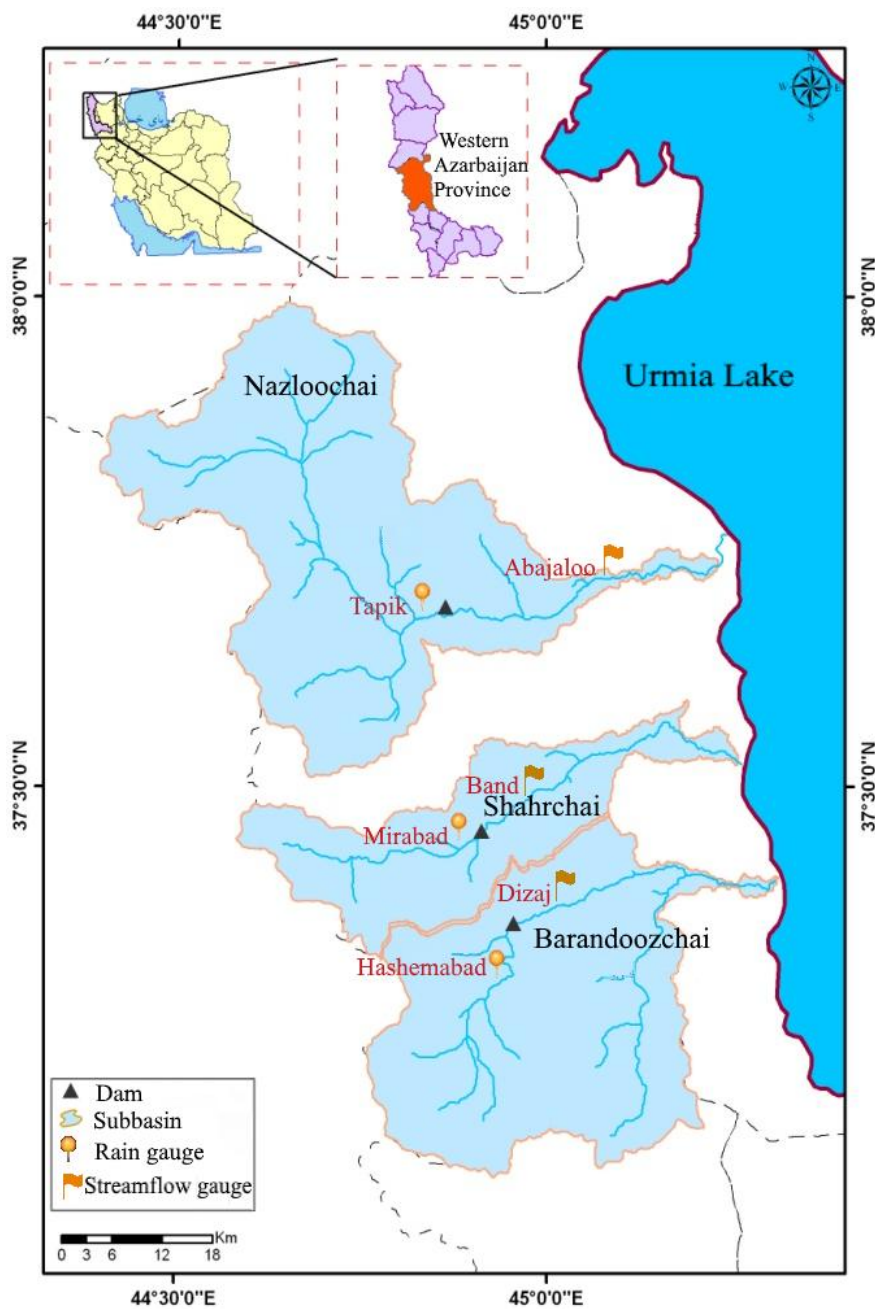 44°30'0"E
45°0'0"E
N
W
E
S
Western
Azarbaijan
Province
38°0'0"N
38°0'0"N
Urmia Lake
Nazloochai
Abajaloo
Tapik
37°30'0"N
37°30'0"N
Band
Shahrchai
Mirabad
Dizaj
Barandoozchai
Hashemabad
Dam
Subbasin
Rain gauge
Streamflow gauge
Km
0 3 6 12 18
44°30'0"E
45°0'0"E